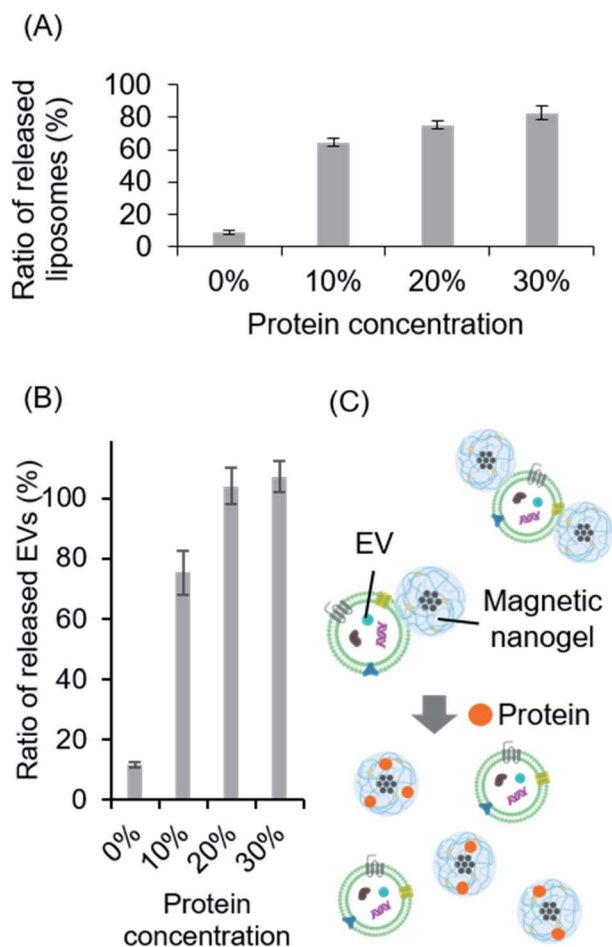 (A)
Ratio of released
liposomes (%)
100
80
60
40
20
0
0% 10% 20% 30%
Protein concentration
(B)
Ratio of released EVs (%)
100
80
60
40
20
0
0% 10% 20% 30%
Protein
concentration
(C)
EV
Magnetic
nanogel
Protein